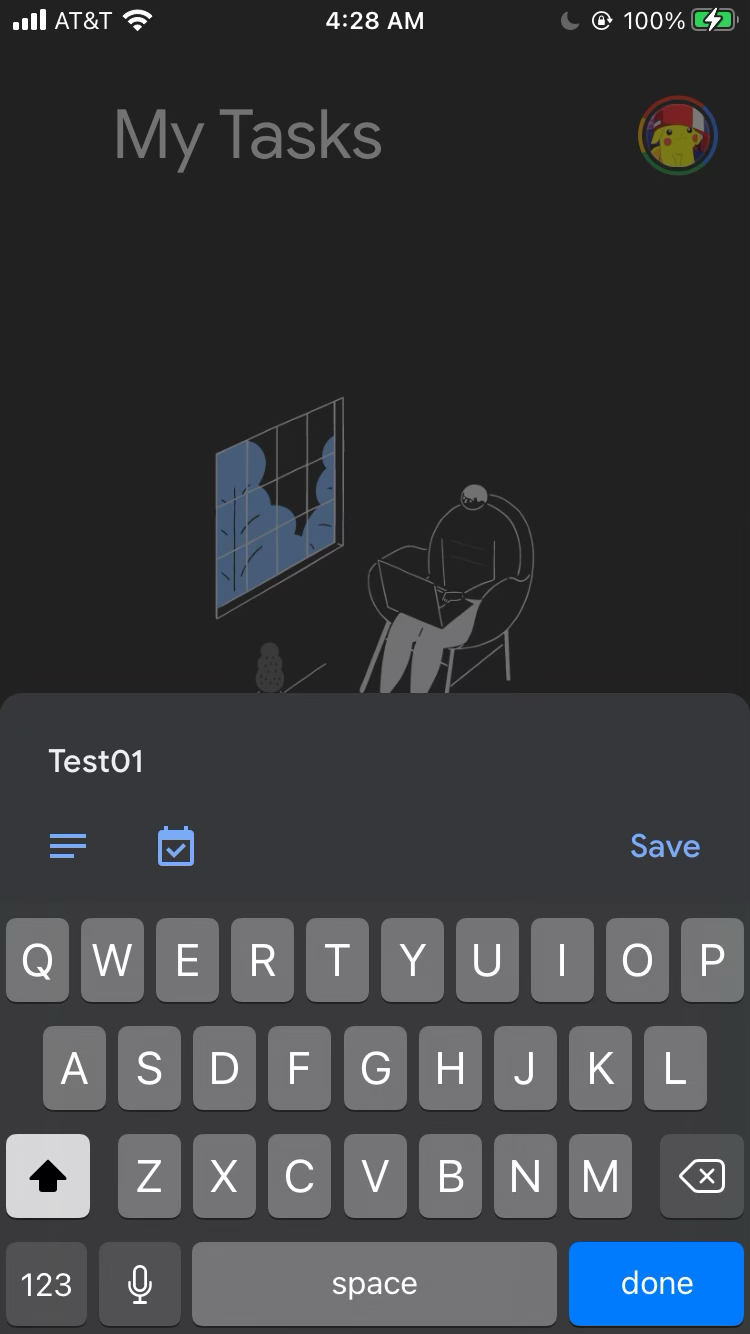 AT&T 4:28 AM 100%
My Tasks
Test01
Save
Q W E R T Y U I O P
A S D F G H J K L
Z X C V B N M
123 space done